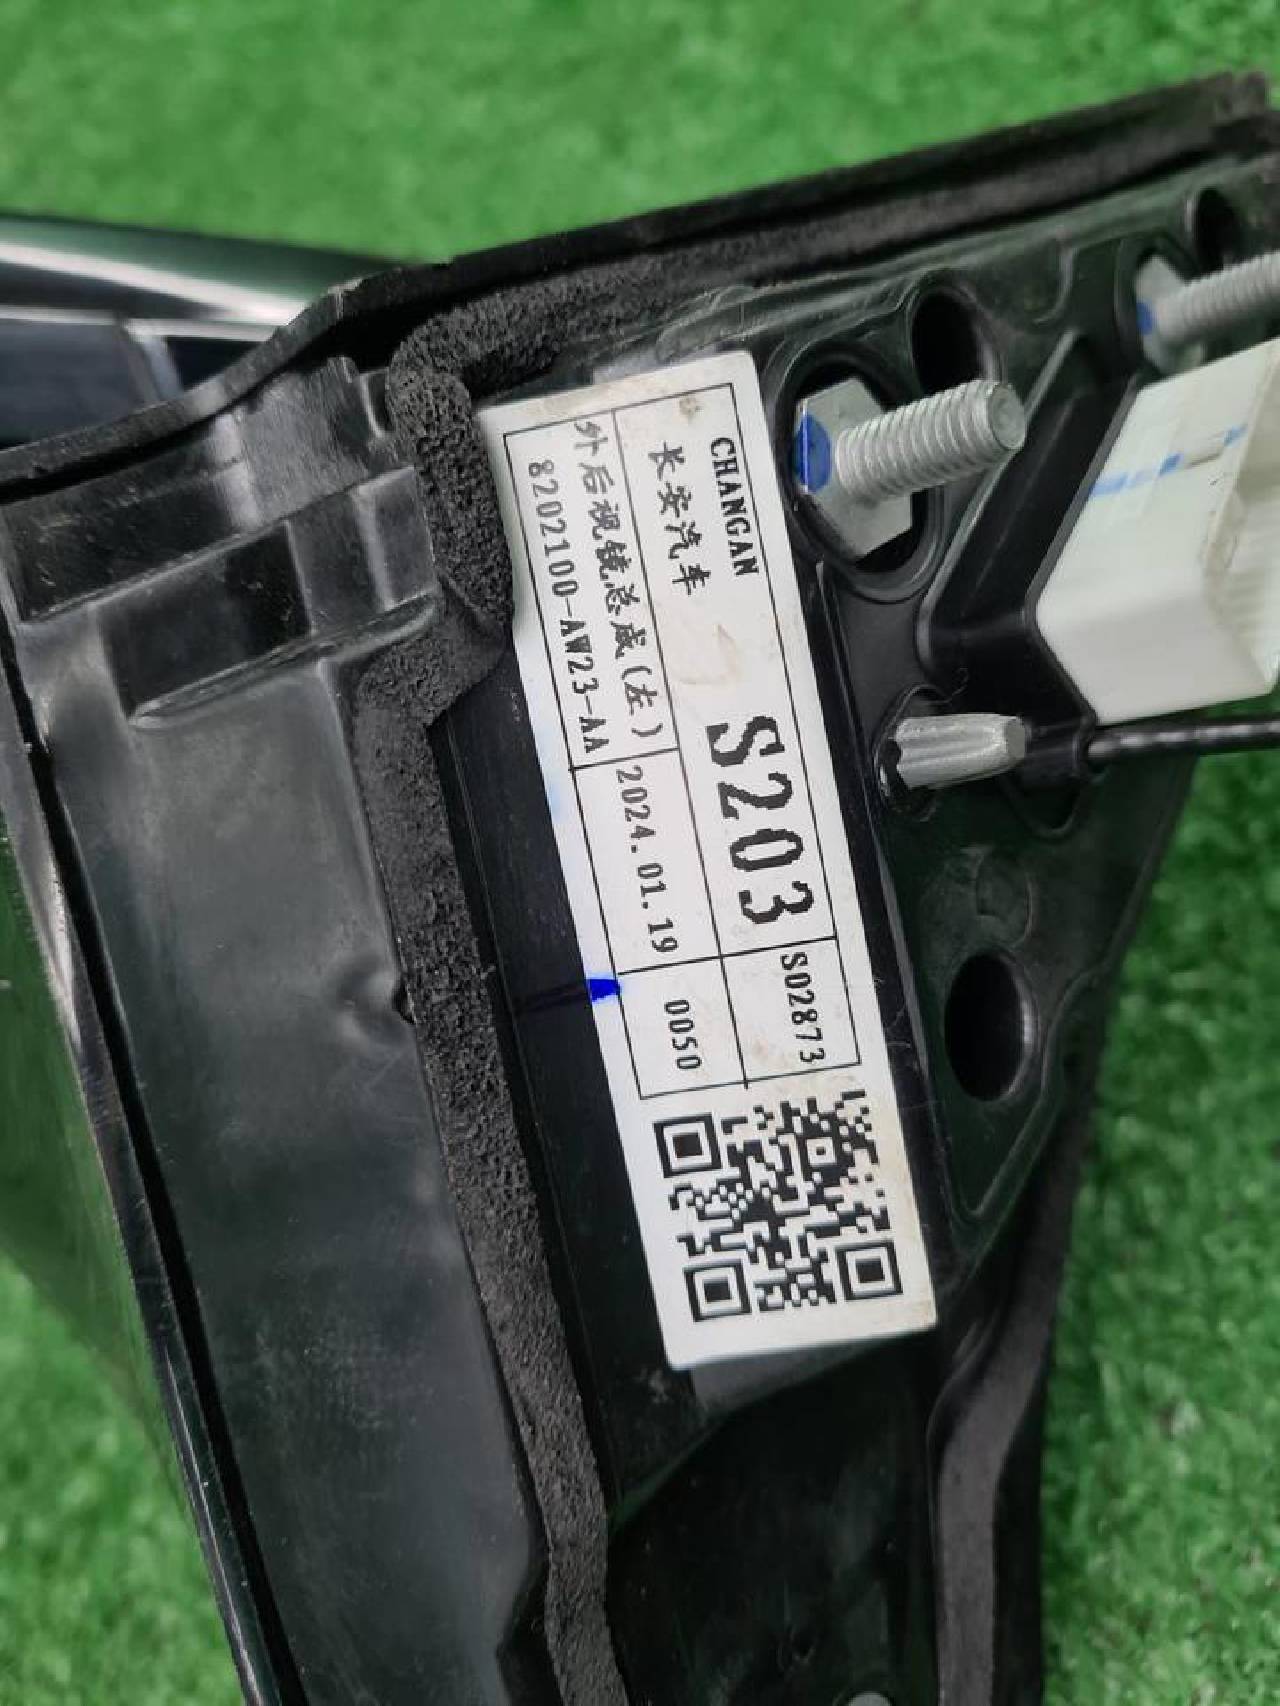 CHANGAN
长安汽车
S203
S02873
外后视镜总成(左)
8202100-AW23-AA
2024.01.19
0050